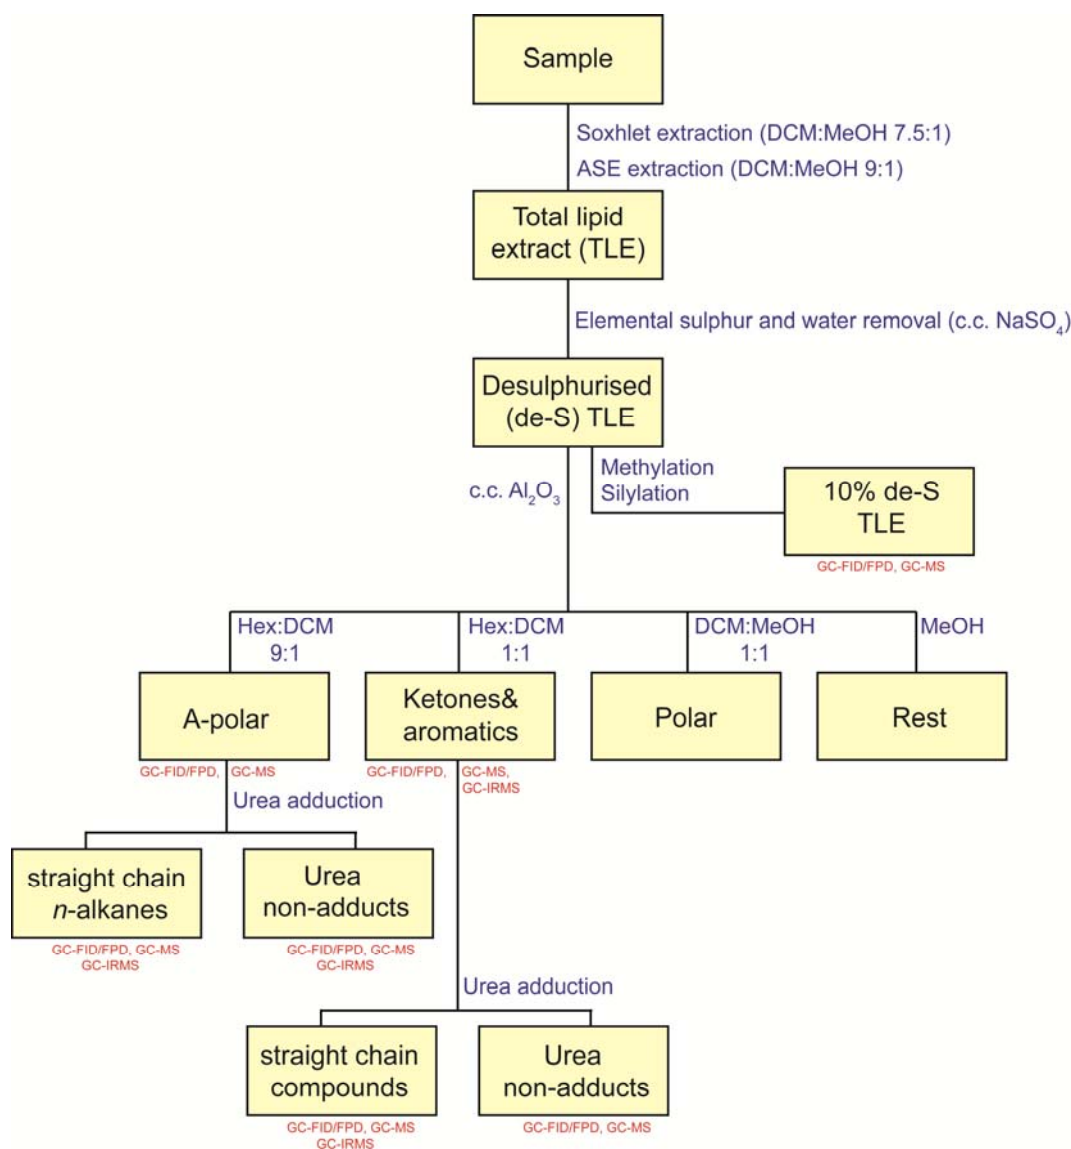 Sample
Soxhlet extraction (DCM:MeOH 7.5:1)
ASE extraction (DCM:MeOH 9:1)
Total lipid
extract (TLE)
Elemental sulphur and water removal (c.c. NaSO₄)
Desulphurised
(de-S) TLE
c.c. Al₂O₃
Methylation
Silylation
10% de-S
TLE
GC-FID/FPD, GC-MS
Hex:DCM
9:1
Hex:DCM
1:1
DCM:MeOH
1:1
MeOH
A-polar
Ketones&
aromatics
Polar
Rest
GC-FID/FPD, GC-MS
GC-FID/FPD, GC-MS,
GC-IRMS
Urea adduction
straight chain
n-alkanes
Urea
non-adducts
GC-FID/FPD, GC-MS
GC-IRMS
GC-FID/FPD, GC-MS
GC-IRMS
Urea adduction
straight chain
compounds
Urea
non-adducts
GC-FID/FPD, GC-MS
GC-IRMS
GC-FID/FPD, GC-MS